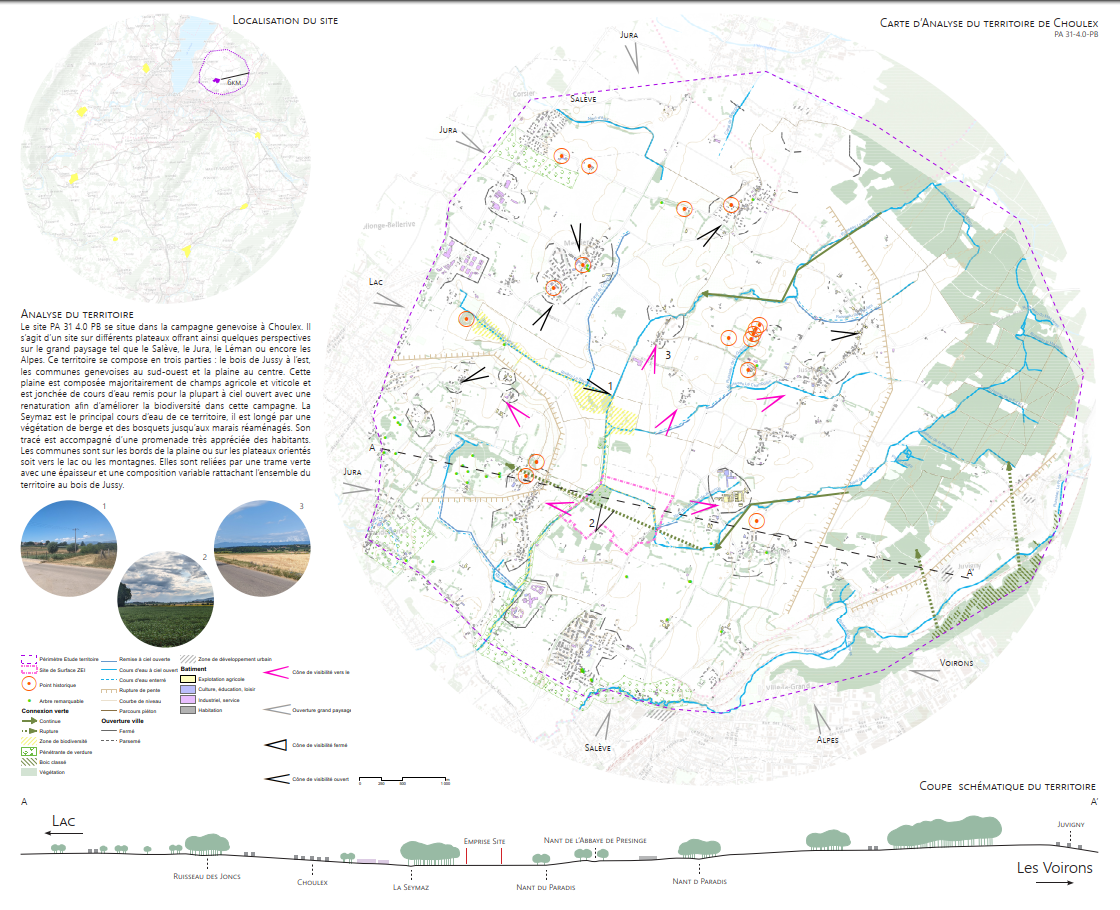 Localisation du site
6KM
Carte d'Analyse du territoire de Choulex
PA 31-4.0-PB
Jura
Corsier
Salève
Jura
Lac
Jura
3
1
2
A
A'
Juvigny
Voirons
Alpes
Salève
Analyse du territoire
Le site PA 31 4.0 PB se situe dans la campagne genevoise à Choulex. Il
s'agit d'un site sur différents plateaux offrant ainsi quelques perspectives
sur le grand paysage tel que le Salève, le Jura, le Léman ou encore les
Alpes. Ce territoire se compose en trois parties : le bois de Jussy à l'est,
les communes genevoises au sud-ouest et la plaine au centre. Cette
plaine est composée majoritairement de champs agricole et viticole et
est jonchée de cours d'eau remis pour la plupart à ciel ouvert avec une
renaturation afin d'améliorer la biodiversité dans cette campagne. La
Seymaz est le principal cours d'eau de ce territoire, il est longé par une
végétation de berge et des bosquets jusqu'aux marais réaménagés. Son
tracé est accompagné d'une promenade très appréciée des habitants.
Les communes sont sur les bords de la plaine ou sur les plateaux orientés
soit vers le lac ou les montagnes. Elles sont reliées par une trame verte
avec une épaisseur et une composition variable rattachant l'ensemble du
territoire au bois de Jussy.
1
2
3
Périmètre Etude territoire
Site de Surface ZEI
Point historique
Arbre remarquable
Connexion verte
Continue
Rupture
Zone de biodiversité
Pénétrante de verdure
Boic classé
Végétation
Remise à ciel ouverte
Cours d'eau à ciel ouvert
Cours d'eau enterré
Rupture de pente
Courbe de niveau
Parcours piéton
Ouverture ville
Fermé
Parsemé
Zone de développement urbain
Batiment
Explotation agricole
Culture, éducation, loisir
Industriel, service
Habitation
Cône de visibilité vers le
Ouverture grand paysage
Cône de visibilité fermé
Cône de visibilité ouvert
0 250 500 1 000
Coupe schématique du territoire
A
A'
Lac
Ruisseau des Joncs
Choulex
La Seymaz
Emprise Site
Nant du Paradis
Nant de l'Abbaye de Presinge
Nant d Paradis
Juvigny
Les Voirons